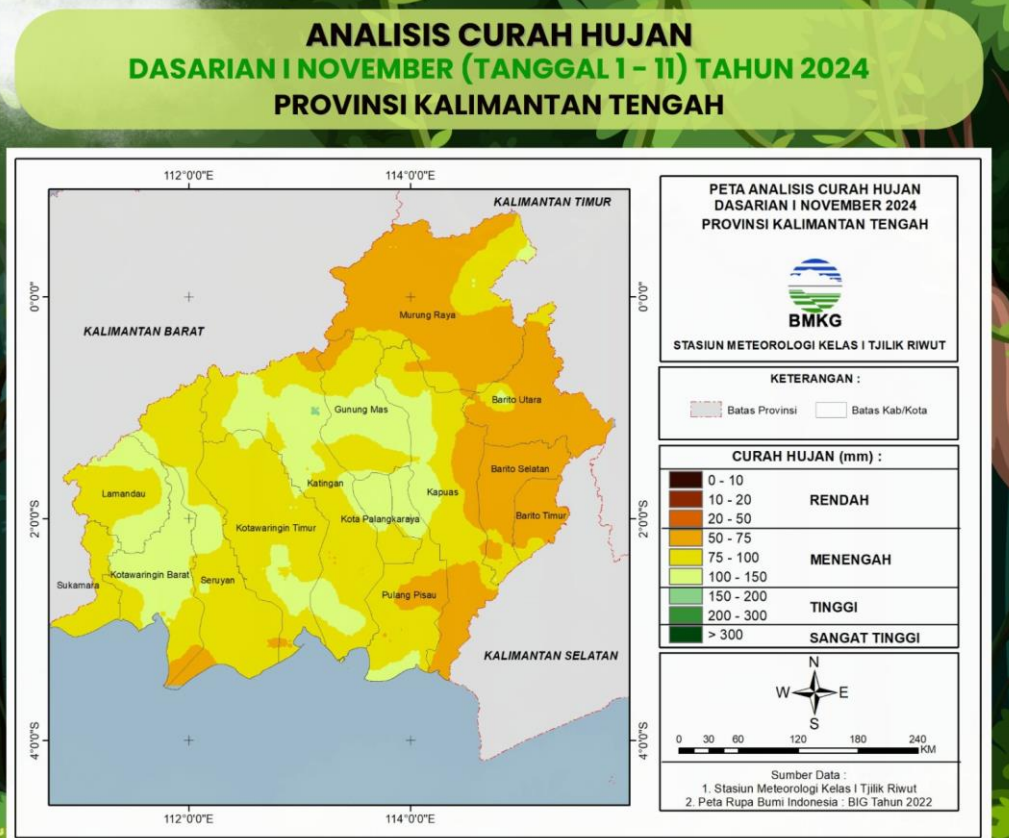 ANALISIS CURAH HUJAN
DASARIAN I NOVEMBER (TANGGAL 1 - 11) TAHUN 2024
PROVINSI KALIMANTAN TENGAH
112°0'0"E
114°0'0"E
KALIMANTAN TIMUR
0°0'0"
0°0'0"
KALIMANTAN BARAT
Murung Raya
Barito Utara
Gunung Mas
Barito Selatan
Katingan
Kapuas
Lamandau
Barito Timur
Kota Palangkaraya
Kotawaringin Timur
2°0'0"S
2°0'0"S
Kotawaringin Barat
Seruyan
Sukamara
Pulang Pisau
KALIMANTAN SELATAN
4°0'0"S
4°0'0"S
112°0'0"E
114°0'0"E
PETA ANALISIS CURAH HUJAN
DASARIAN I NOVEMBER 2024
PROVINSI KALIMANTAN TENGAH
BMKG
STASIUN METEOROLOGI KELAS I TJILIK RIWUT
KETERANGAN :
Batas Provinsi
Batas Kab/Kota
CURAH HUJAN (mm) :
0 - 10
10 - 20 RENDAH
20 - 50
50 - 75
75 - 100 MENENGAH
100 - 150
150 - 200 TINGGI
200 - 300
> 300 SANGAT TINGGI
N
W E
S
0 30 60 120 180 240
KM
Sumber Data :
1. Stasiun Meteorologi Kelas I Tjilik Riwut
2. Peta Rupa Bumi Indonesia : BIG Tahun 2022